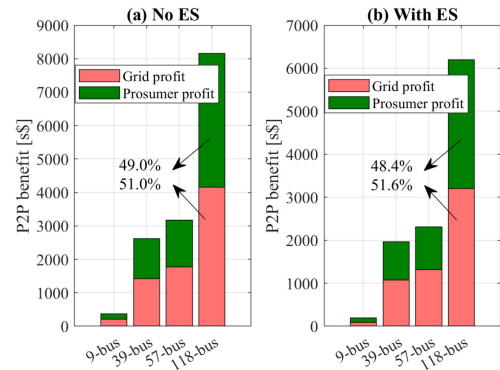 (a) No ES
P2P benefit [s$]
9000
8000
7000
6000
5000
4000
3000
2000
1000
0
Grid profit
Prosumer profit
49.0%
51.0%
9-bus
39-bus
57-bus
118-bus
(b) With ES
P2P benefit [s$]
7000
6000
5000
4000
3000
2000
1000
0
Grid profit
Prosumer profit
48.4%
51.6%
9-bus
39-bus
57-bus
118-bus